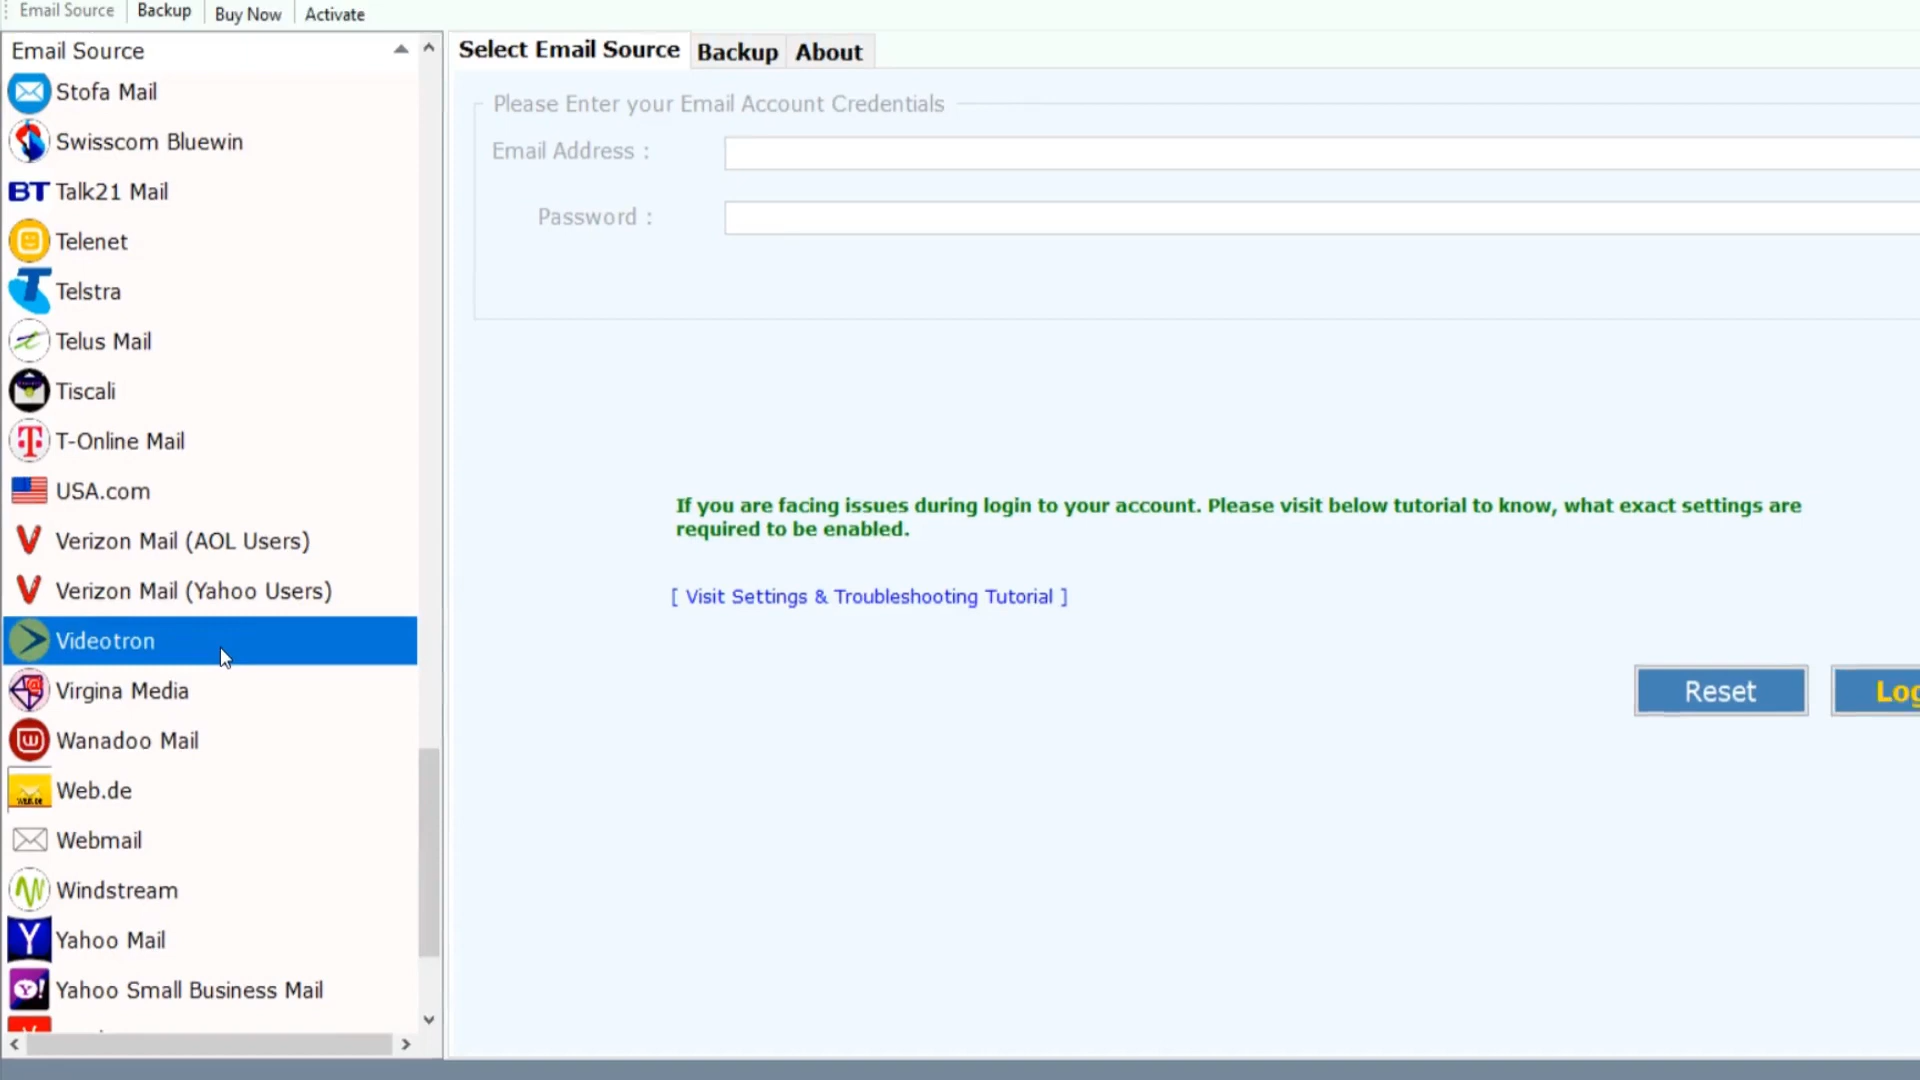 Email Source
Backup
Buy Now
Activate
Email Source
Stofa Mail
Swisscom Bluewin
BT Talk21 Mail
Telenet
Telstra
Telus Mail
Tiscali
T-Online Mail
USA.com
Verizon Mail (AOL Users)
Verizon Mail (Yahoo Users)
Videotron
Virgina Media
Wanadoo Mail
Web.de
Webmail
Windstream
Yahoo Mail
Yahoo Small Business Mail
Select Email Source
Backup
About
Please Enter your Email Account Credentials
Email Address :
Password :
If you are facing issues during login to your account. Please visit below tutorial to know, what exact settings are
required to be enabled.
[ Visit Settings & Troubleshooting Tutorial ]
Reset
Log